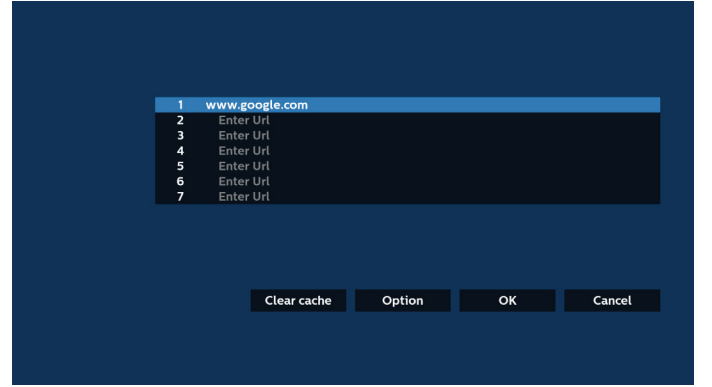 1 www.google.com
2 Enter Url
3 Enter Url
4 Enter Url
5 Enter Url
6 Enter Url
7 Enter Url
Clear cache Option OK Cancel